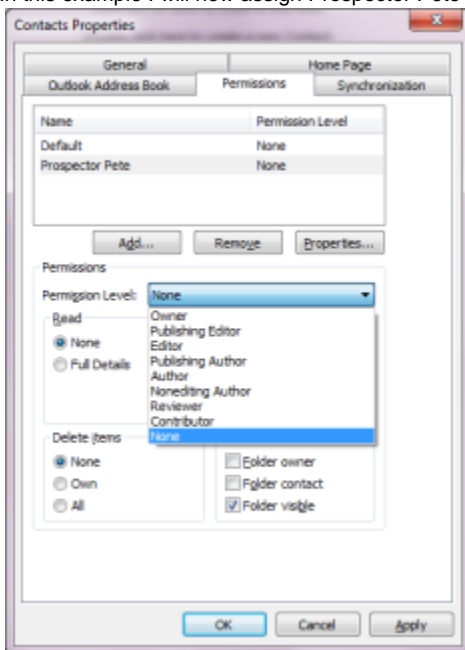 in this example I will now assign Prospector Pete
Contacts Properties
General Home Page
Outlook Address Book Permissions Synchronization
Name Permission Level
Default None
Prospector Pete None
Add... Remove Properties...
Permissions
Permission Level: None
Read Owner
Publishing Editor
None Editor
Full Details Publishing Author
Author
Nonediting Author
Reviewer
Contributor
Delete items None
None Folder owner
Own Folder contact
All Folder visible
OK Cancel Apply